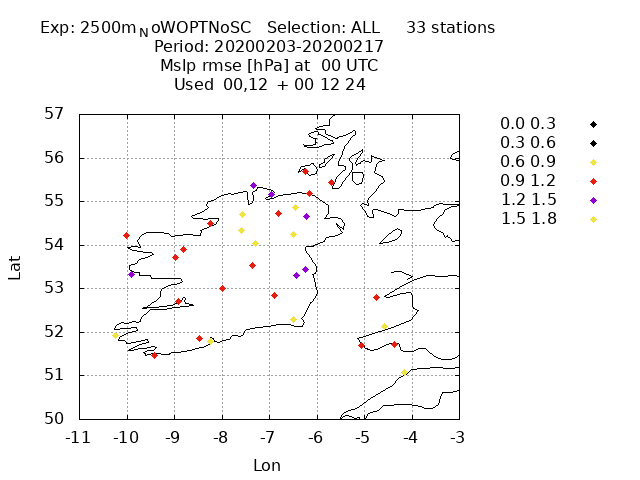 Exp: 2500mNoWOPTNoSC Selection: ALL 33 stations
Period: 20200203-20200217
Mslp rmse [hPa] at 00 UTC
Used 00,12 + 00 12 24
57
56
55
54
53
52
51
50
-11 -10 -9 -8 -7 -6 -5 -4 -3
Lat
Lon
0.0 0.3
0.3 0.6
0.6 0.9
0.9 1.2
1.2 1.5
1.5 1.8